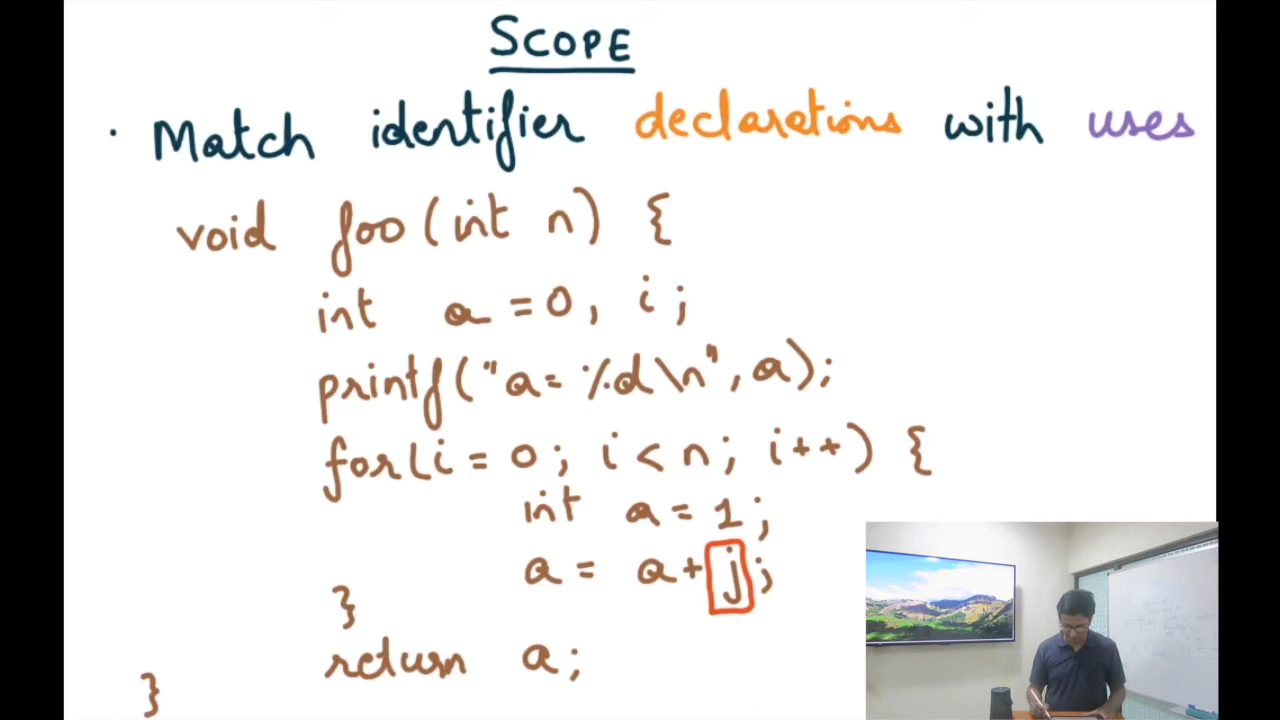 SCOPE
· Match identifier declarations with uses
void foo(int n) {
int a = 0, i;
printf("a= %d\n", a);
for(i = 0; i < n; i++) {
int a = 1;
a = a + j;
}
return a;
}